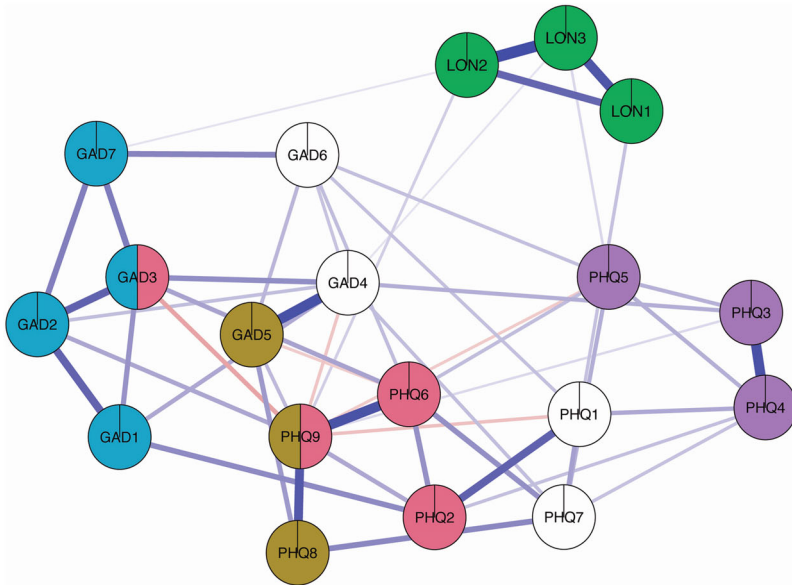 LON3
LON2
LON1
GAD7
GAD6
GAD3
GAD4
PHQ5
GAD2
GAD5
PHQ3
PHQ6
PHQ1
PHQ4
GAD1
PHQ9
PHQ2
PHQ7
PHQ8